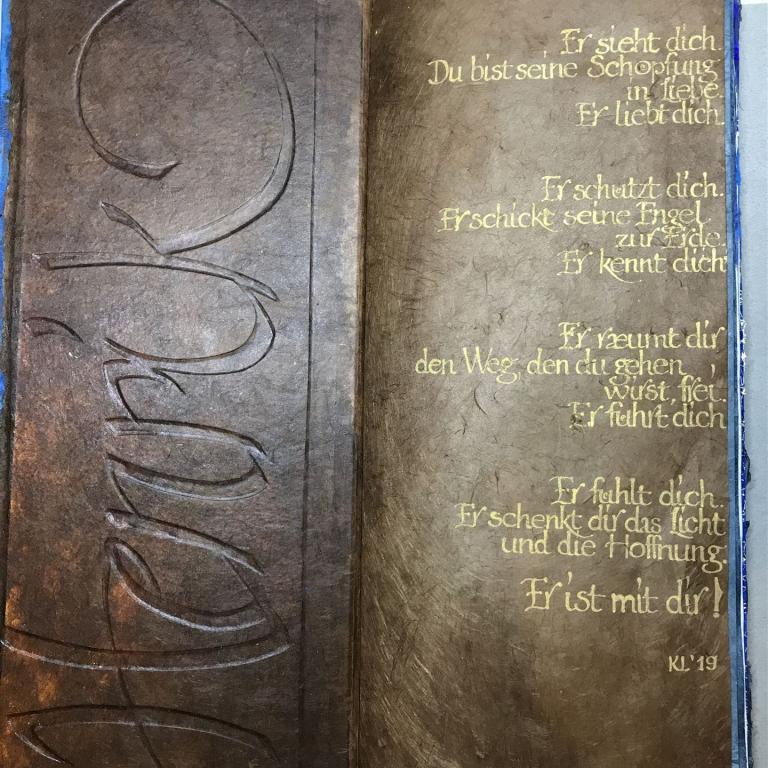 Henrik
Er sieht dich.
Du bist seine Schöpfung
in Liebe.
Er liebt dich.
Er schützt dich.
Er schickt seine Engel
zur Erde.
Er kennt dich
Er ræumt dir
den Weg, den du gehen
wirst, frei.
Er führt dich
Er fühlt dich.
Er schenkt dir das Licht
und die Hoffnung.
Er ist mit dir!
KL'19